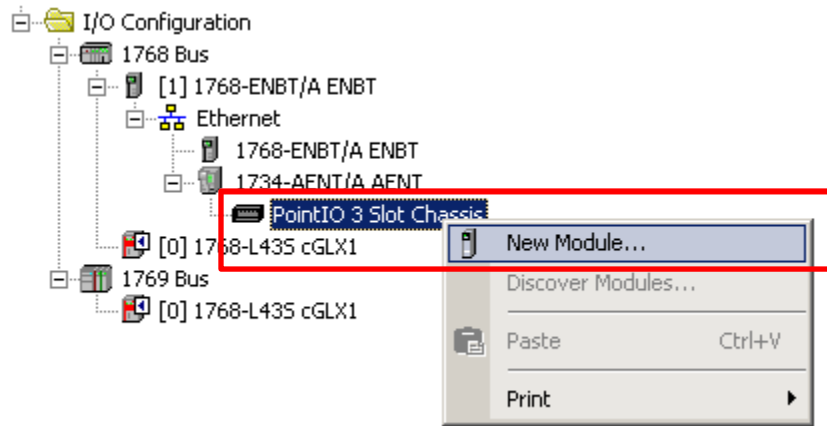 I/O Configuration
1768 Bus
[1] 1768-ENBT/A ENBT
Ethernet
1768-ENBT/A ENBT
1734-AENT/A AENT
PointIO 3 Slot Chassis
[0] 1768-L43S cGLX1
1769 Bus
[0] 1768-L43S cGLX1
New Module...
Discover Modules...
Paste Ctrl+V
Print